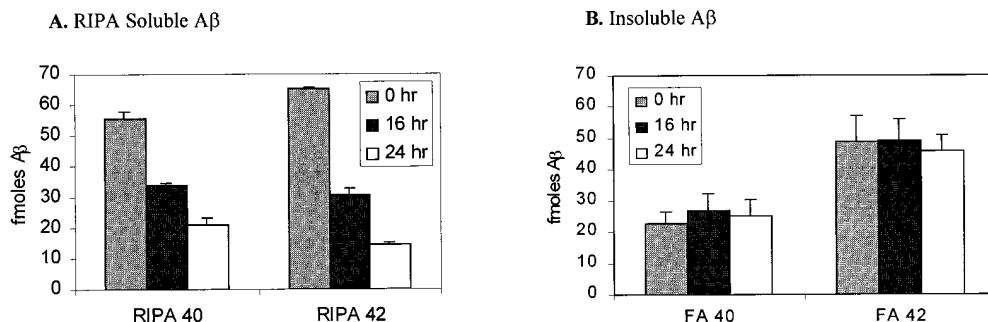 A. RIPA Soluble Aβ
fmoles Aβ
70
60
50
40
30
20
10
0
0 hr
16 hr
24 hr
RIPA 40
RIPA 42
B. Insoluble Aβ
fmoles Aβ
70
60
50
40
30
20
10
0
0 hr
16 hr
24 hr
FA 40
FA 42